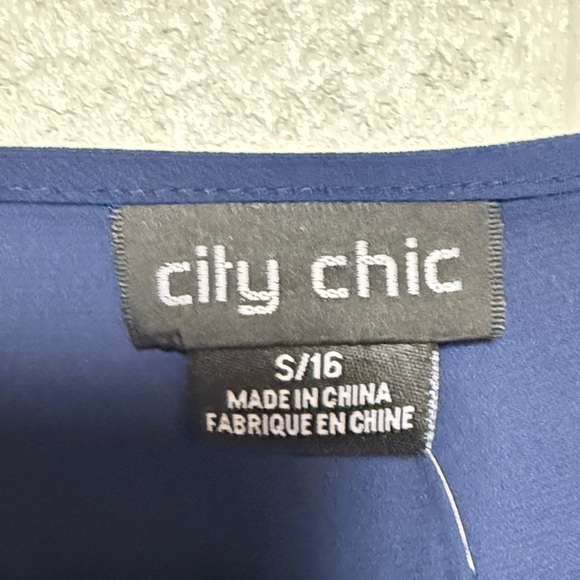 city chic
S/16
MADE IN CHINA
FABRIQUE EN CHINE